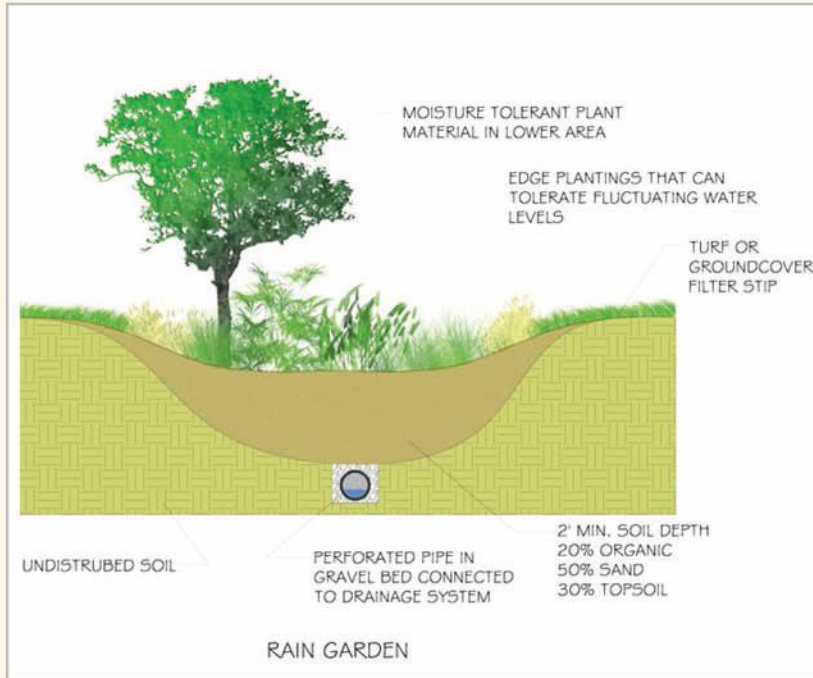 MOISTURE TOLERANT PLANT
MATERIAL IN LOWER AREA
EDGE PLANTINGS THAT CAN
TOLERATE FLUCTUATING WATER
LEVELS
TURF OR
GROUNDCOVER
FILTER STIP
UNDISTRUBED SOIL
PERFORATED PIPE IN
GRAVEL BED CONNECTED
TO DRAINAGE SYSTEM
2' MIN. SOIL DEPTH
20% ORGANIC
50% SAND
30% TOPSOIL
RAIN GARDEN